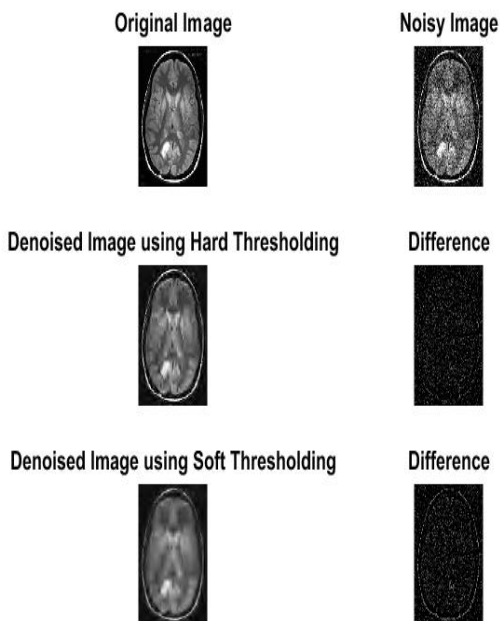 Original Image
Noisy Image
Denoised Image using Hard Thresholding
Difference
Denoised Image using Soft Thresholding
Difference